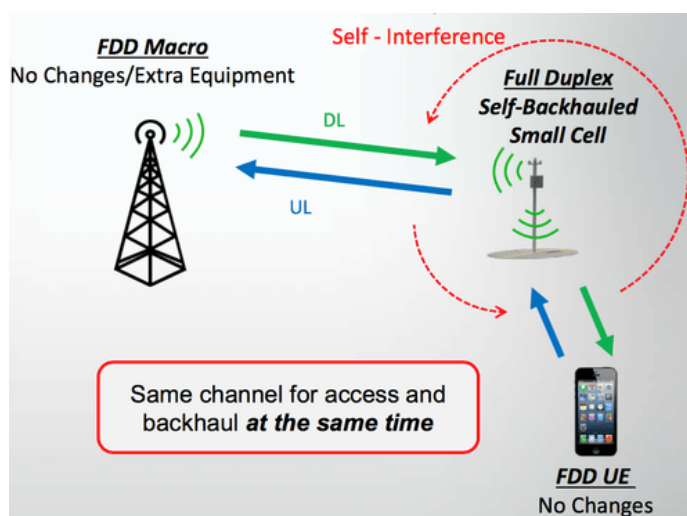 FDD Macro
No Changes/Extra Equipment
Self - Interference
Full Duplex
Self-Backhauled
Small Cell
DL
UL
Same channel for access and
backhaul at the same time
FDD UE
No Changes